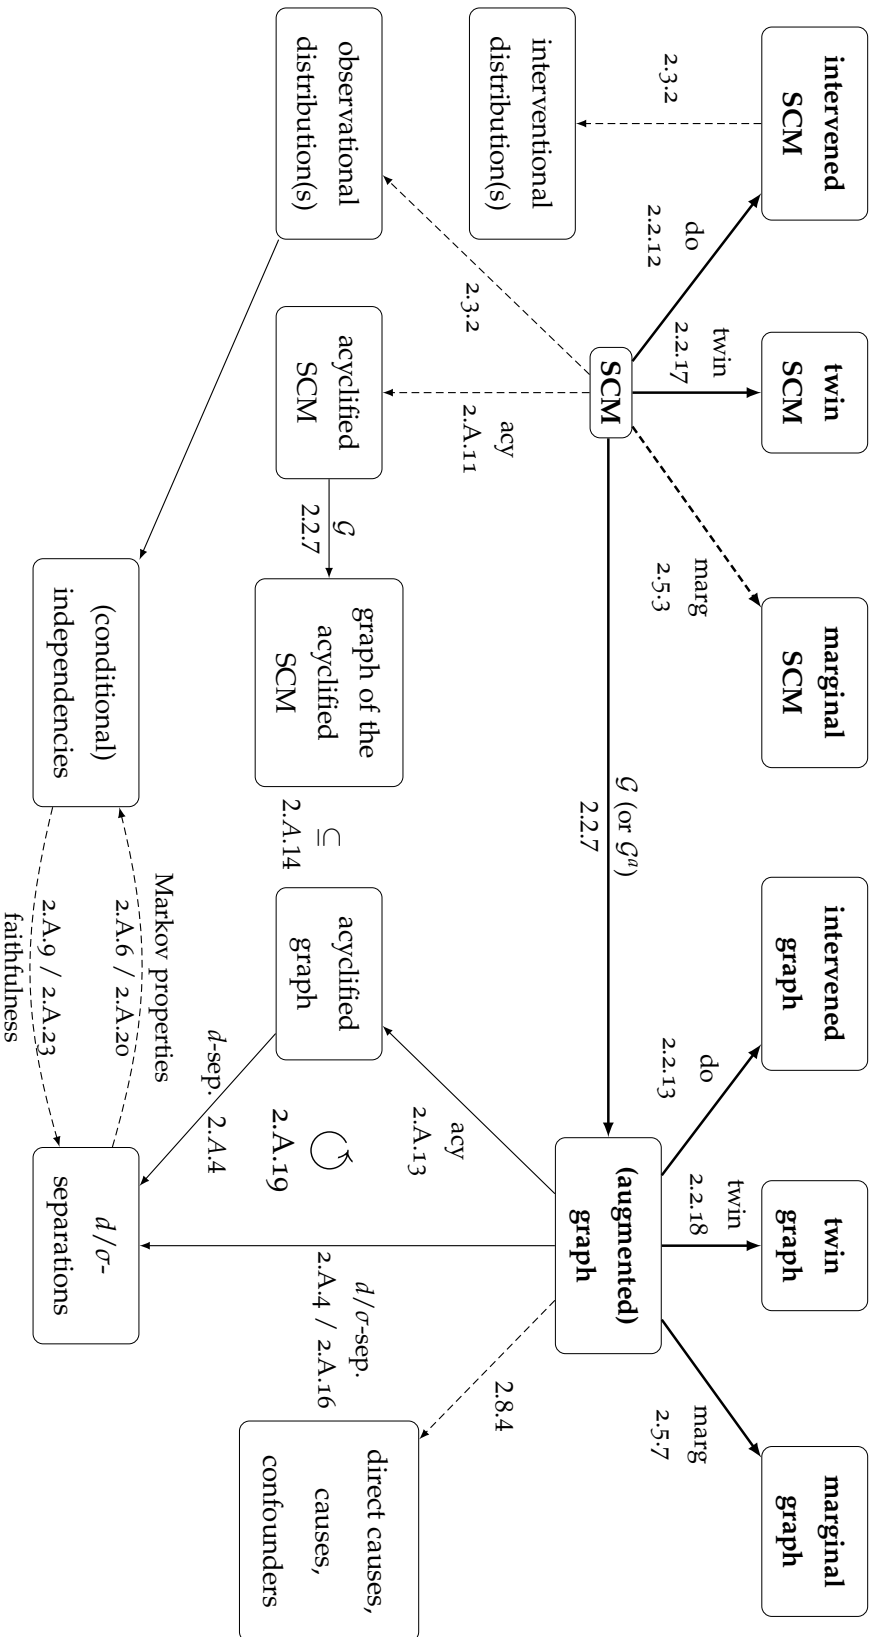 intervened
SCM
twin
SCM
marginal
SCM
intervened
graph
twin
graph
marginal
graph
do
2.2.12
twin
2.2.17
marg
2.5.3
do
2.2.13
twin
2.2.18
marg
2.5.7
2.3.2
SCM
𝒢 (or 𝒢ᵃ)
2.2.7
(augmented)
graph
interventional
distribution(s)
2.3.2
acy
2.A.11
acy
2.A.13
d/σ-sep.
2.A.4 / 2.A.16
2.8.4
observational
distribution(s)
acyclified
SCM
𝒢
2.2.7
graph of the
acyclified
SCM
⊆
2.A.14
acyclified
graph
2.A.19
d-sep. 2.A.4
direct causes,
causes,
confounders
(conditional)
independencies
Markov properties
2.A.6 / 2.A.20
2.A.9 / 2.A.23
faithfulness
d/σ-
separations